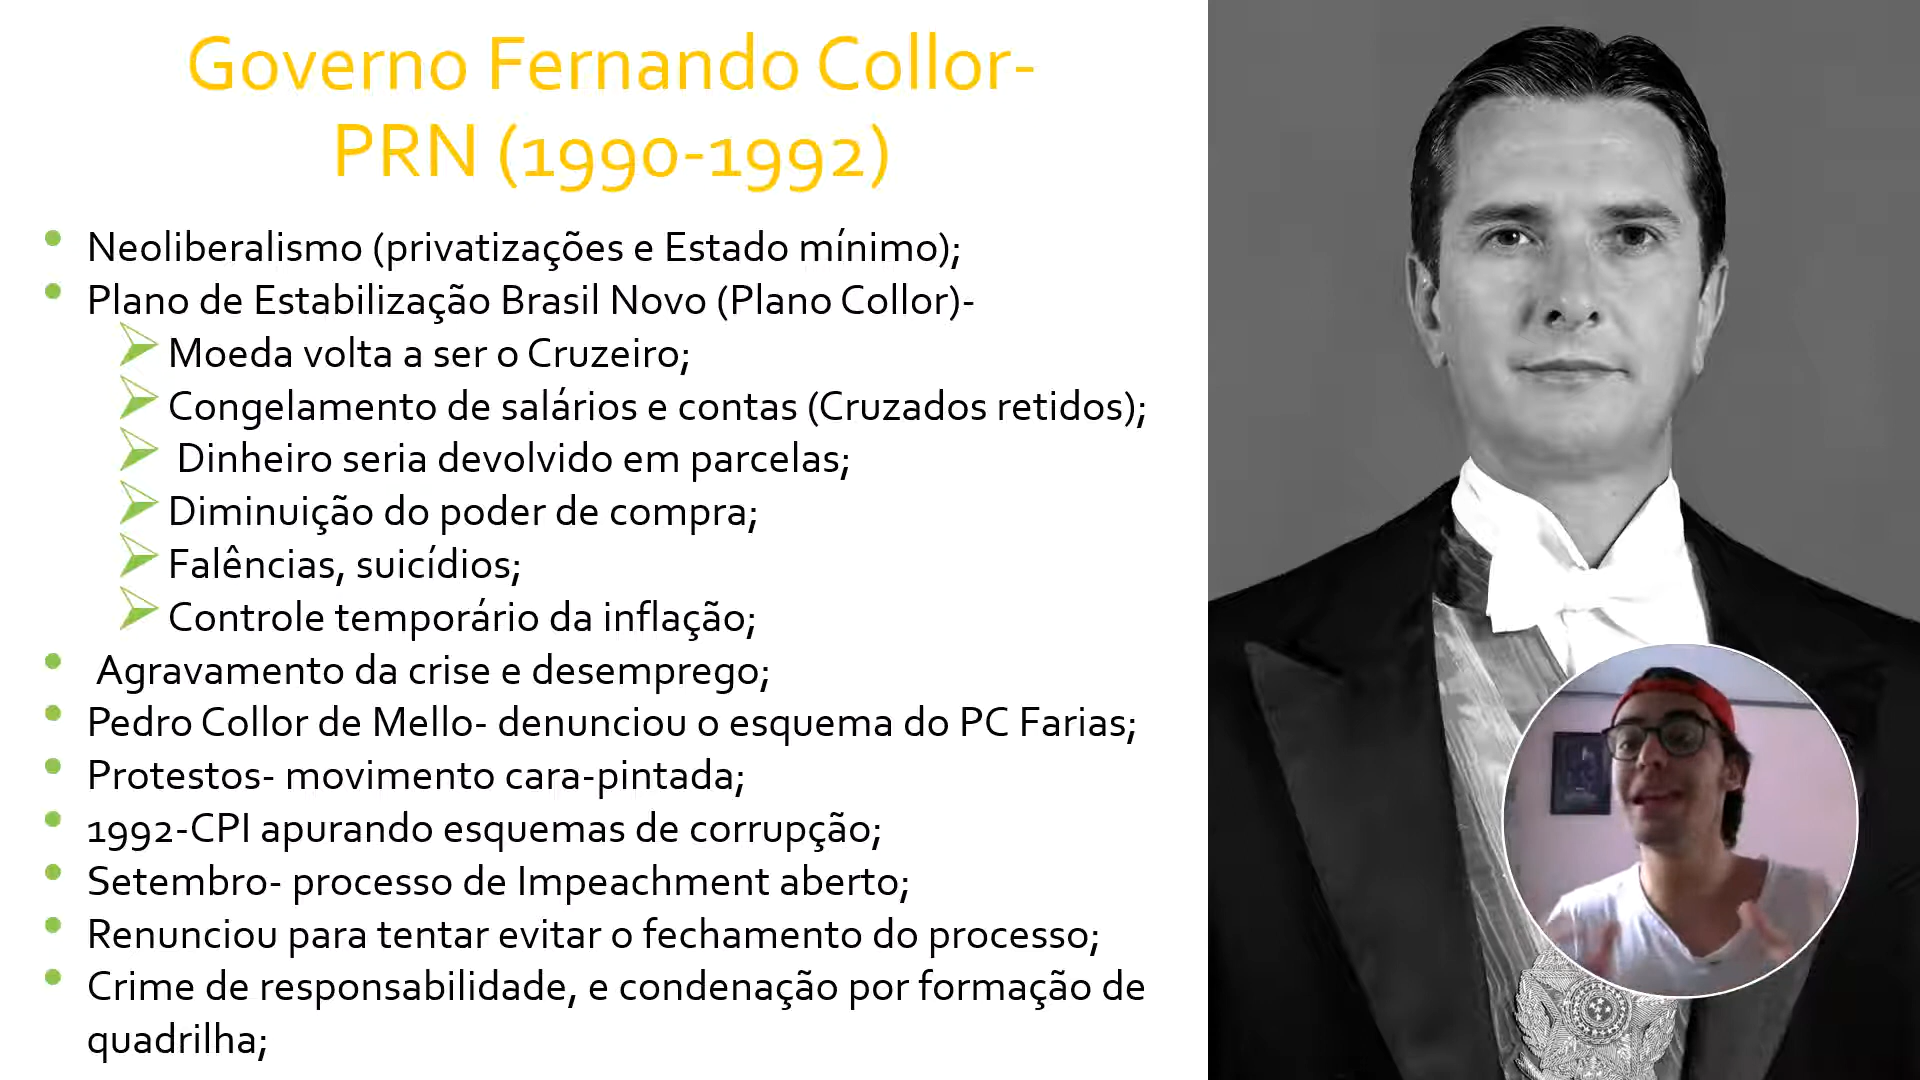 Governo Fernando Collor-
PRN (1990-1992)
Neoliberalismo (privatizações e Estado mínimo);
Plano de Estabilização Brasil Novo (Plano Collor)-
Moeda volta a ser o Cruzeiro;
Congelamento de salários e contas (Cruzados retidos);
Dinheiro seria devolvido em parcelas;
Diminuição do poder de compra;
Falências, suicídios;
Controle temporário da inflação;
Agravamento da crise e desemprego;
Pedro Collor de Mello- denunciou o esquema do PC Farias;
Protestos- movimento cara-pintada;
1992-CPI apurando esquemas de corrupção;
Setembro- processo de Impeachment aberto;
Renunciou para tentar evitar o fechamento do processo;
Crime de responsabilidade, e condenação por formação de
quadrilha;